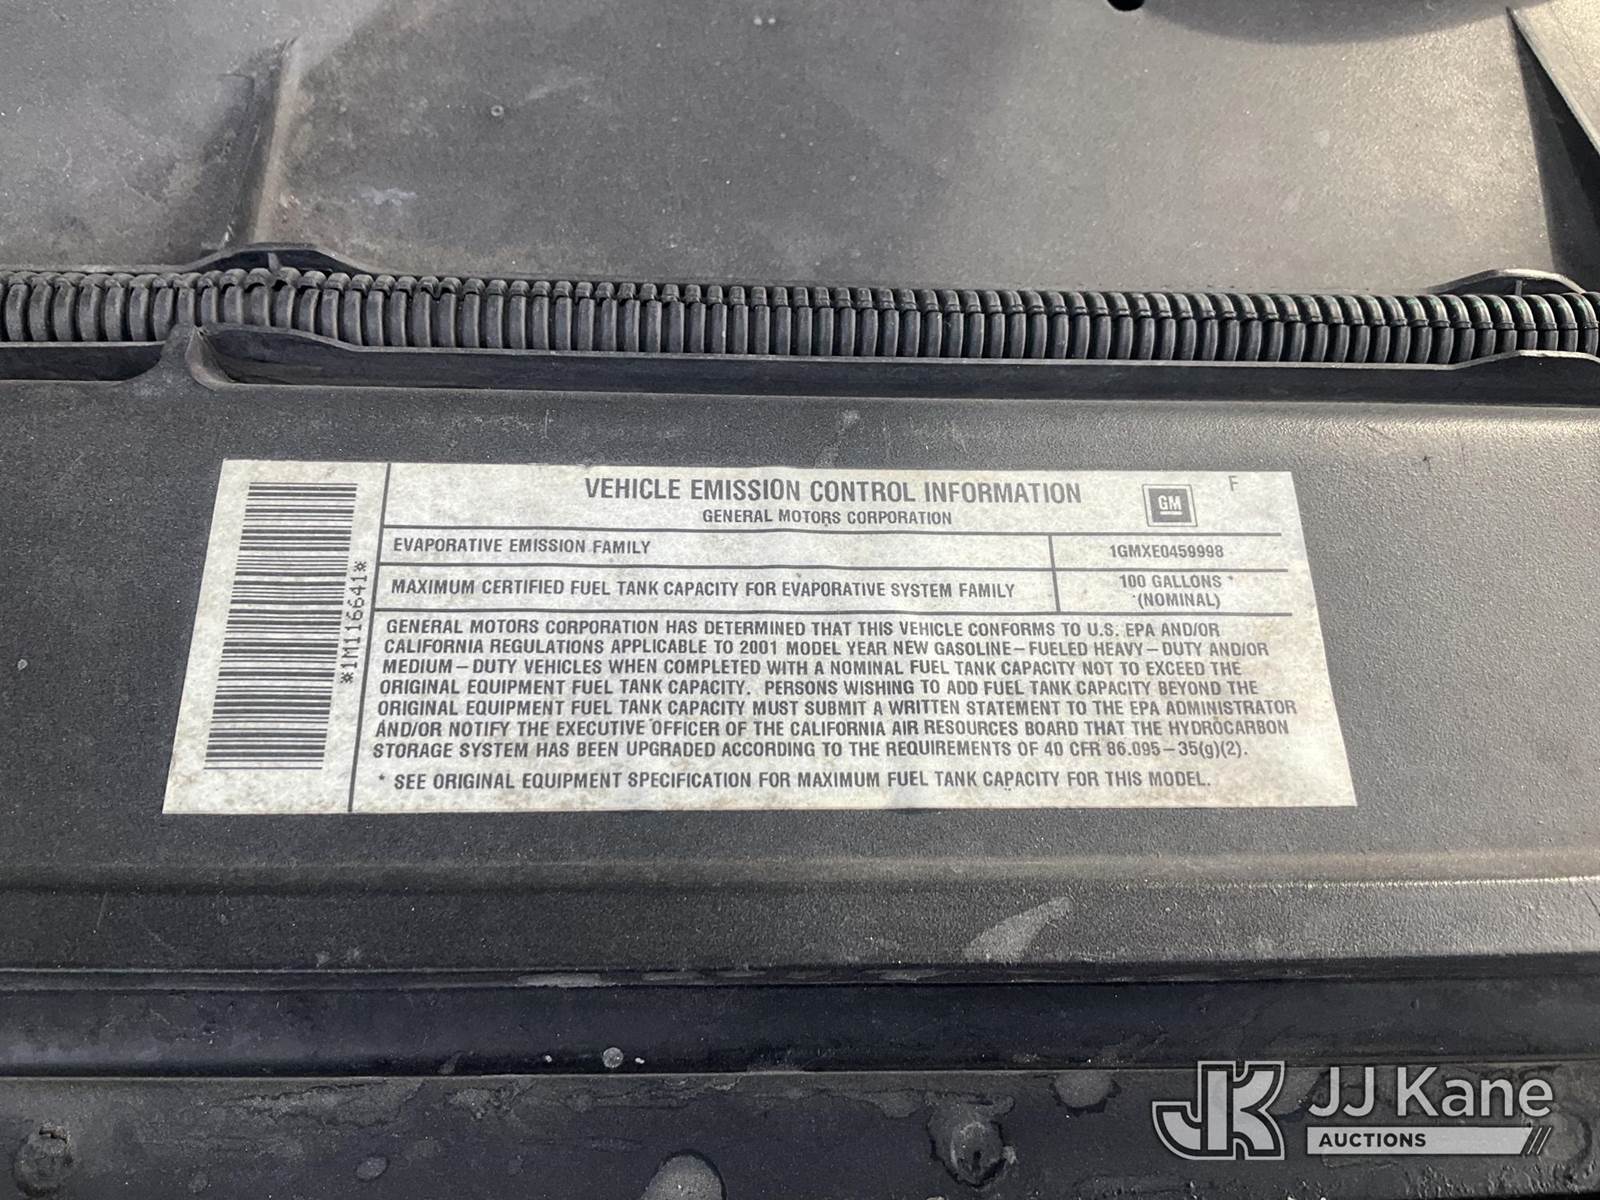 VEHICLE EMISSION CONTROL INFORMATION
GENERAL MOTORS CORPORATION
GM
F
EVAPORATIVE EMISSION FAMILY 1GMXE0459998
MAXIMUM CERTIFIED FUEL TANK CAPACITY FOR EVAPORATIVE SYSTEM FAMILY 100 GALLONS *
(NOMINAL)
GENERAL MOTORS CORPORATION HAS DETERMINED THAT THIS VEHICLE CONFORMS TO U.S. EPA AND/OR
CALIFORNIA REGULATIONS APPLICABLE TO 2001 MODEL YEAR NEW GASOLINE-FUELED HEAVY-DUTY AND/OR
MEDIUM-DUTY VEHICLES WHEN COMPLETED WITH A NOMINAL FUEL TANK CAPACITY NOT TO EXCEED THE
ORIGINAL EQUIPMENT FUEL TANK CAPACITY. PERSONS WISHING TO ADD FUEL TANK CAPACITY BEYOND THE
ORIGINAL EQUIPMENT FUEL TANK CAPACITY MUST SUBMIT A WRITTEN STATEMENT TO THE EPA ADMINISTRATOR
AND/OR NOTIFY THE EXECUTIVE OFFICER OF THE CALIFORNIA AIR RESOURCES BOARD THAT THE HYDROCARBON
STORAGE SYSTEM HAS BEEN UPGRADED ACCORDING TO THE REQUIREMENTS OF 40 CFR 86.095-35(g)(2).
* SEE ORIGINAL EQUIPMENT SPECIFICATION FOR MAXIMUM FUEL TANK CAPACITY FOR THIS MODEL.
*1M116641*
JK JJ Kane
AUCTIONS